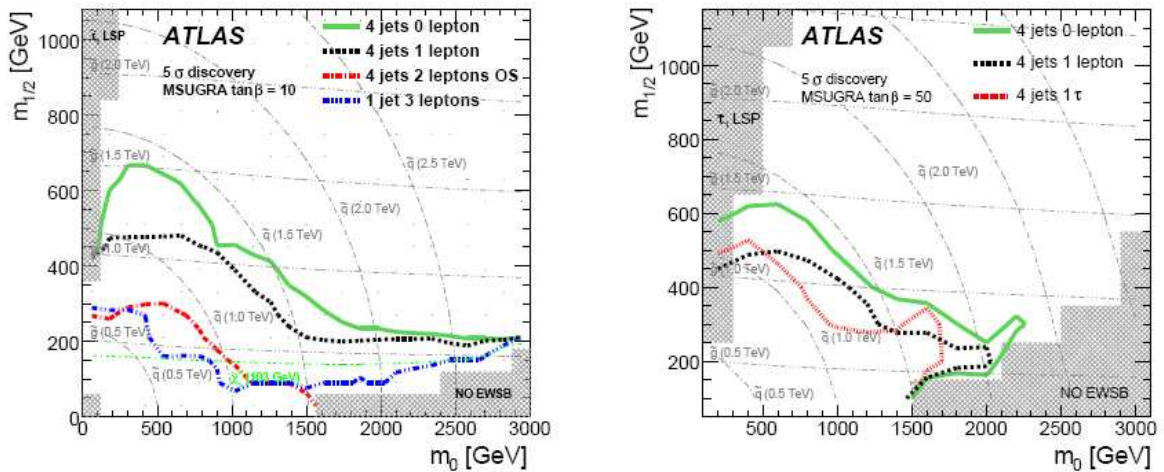 m1/2 [GeV]
1000
800
600
400
200
0
τ̃1 LSP
ATLAS
5 σ discovery
MSUGRA tanβ = 10
4 jets 0 lepton
4 jets 1 lepton
4 jets 2 leptons OS
1 jet 3 leptons
g̃ (2.0 TeV)
g̃ (1.5 TeV)
g̃ (1.0 TeV)
g̃ (0.5 TeV)
q̃ (2.5 TeV)
q̃ (2.0 TeV)
q̃ (1.5 TeV)
q̃ (1.0 TeV)
q̃ (0.5 TeV)
(103 GeV)
NO EWSB
0 500 1000 1500 2000 2500 3000
m0 [GeV]
m1/2 [GeV]
1000
800
600
400
200
τ̃1 LSP
ATLAS
5 σ discovery
MSUGRA tanβ = 50
4 jets 0 lepton
4 jets 1 lepton
4 jets 1 τ
g̃ (2.0 TeV)
g̃ (1.5 TeV)
g̃ (1.0 TeV)
g̃ (0.5 TeV)
q̃ (2.0 TeV)
q̃ (1.5 TeV)
q̃ (1.0 TeV)
q̃ (0.5 TeV)
NO EWSB
500 1000 1500 2000 2500 3000
m0 [GeV]